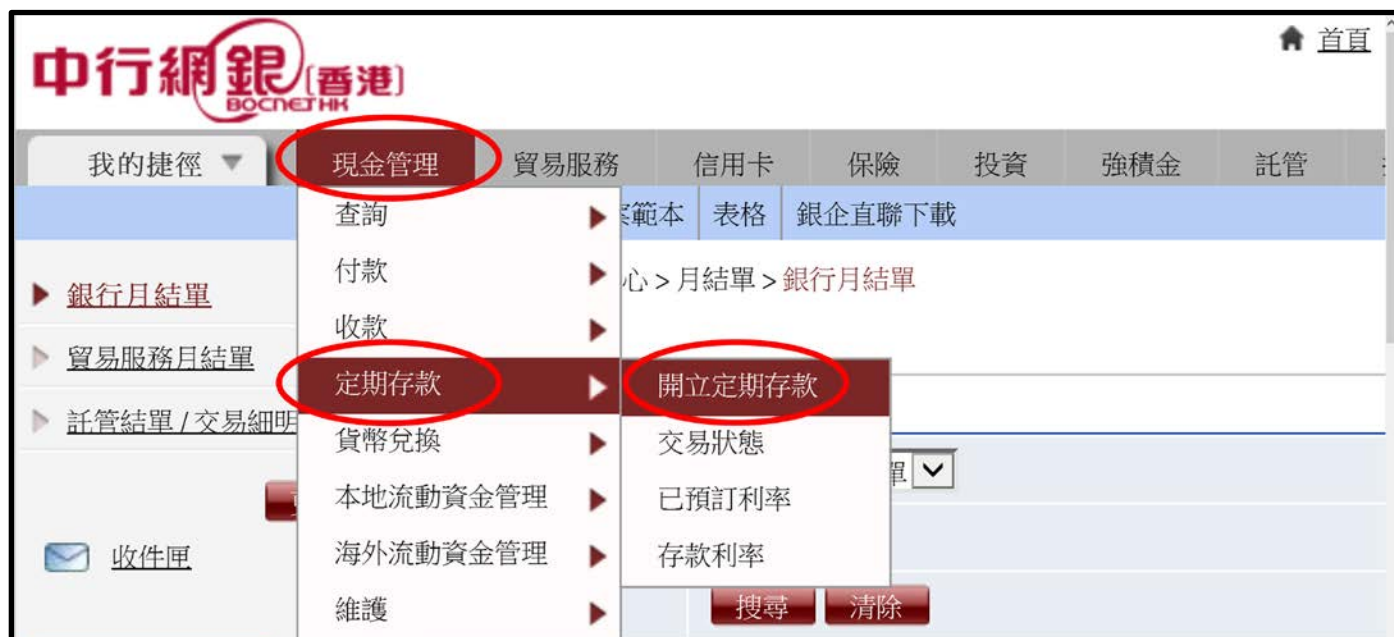 中行網銀(香港)
BOCNET HK
首頁
我的捷徑 現金管理 貿易服務 信用卡 保險 投資 強積金 託管
範本 表格 銀企直聯下載
心 > 月結單 > 銀行月結單
銀行月結單
貿易服務月結單
託管結單 / 交易細明
收件匣
查詢
付款
收款
定期存款
貨幣兌換
本地流動資金管理
海外流動資金管理
維護
開立定期存款
交易狀態
已預訂利率
存款利率
單
搜尋 清除